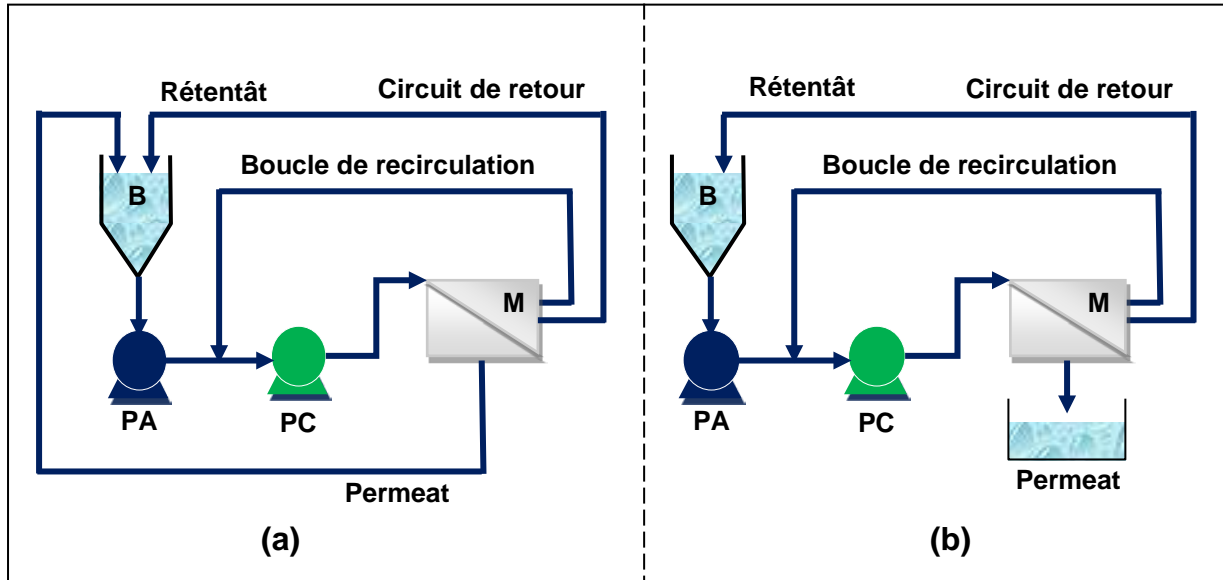 Rétentât
Circuit de retour
Boucle de recirculation
B
M
PA
PC
Permeat
(a)
Rétentât
Circuit de retour
Boucle de recirculation
B
M
PA
PC
Permeat
(b)